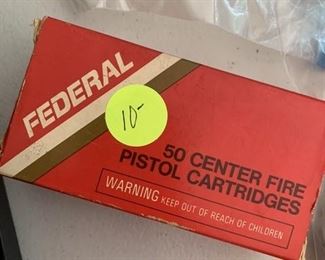 FEDERAL
10-
50 CENTER FIRE
PISTOL CARTRIDGES
WARNING KEEP OUT OF REACH OF CHILDREN